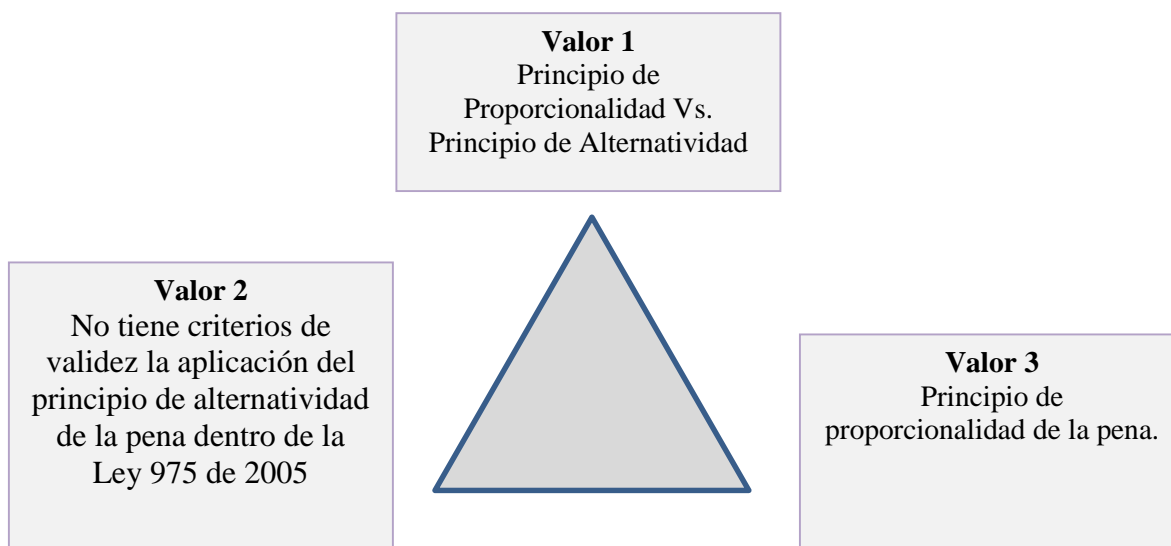 Valor 1
Principio de
Proporcionalidad Vs.
Principio de Alternatividad
Valor 2
No tiene criterios de
validez la aplicación del
principio de alternatividad
de la pena dentro de la
Ley 975 de 2005
Valor 3
Principio de
proporcionalidad de la pena.